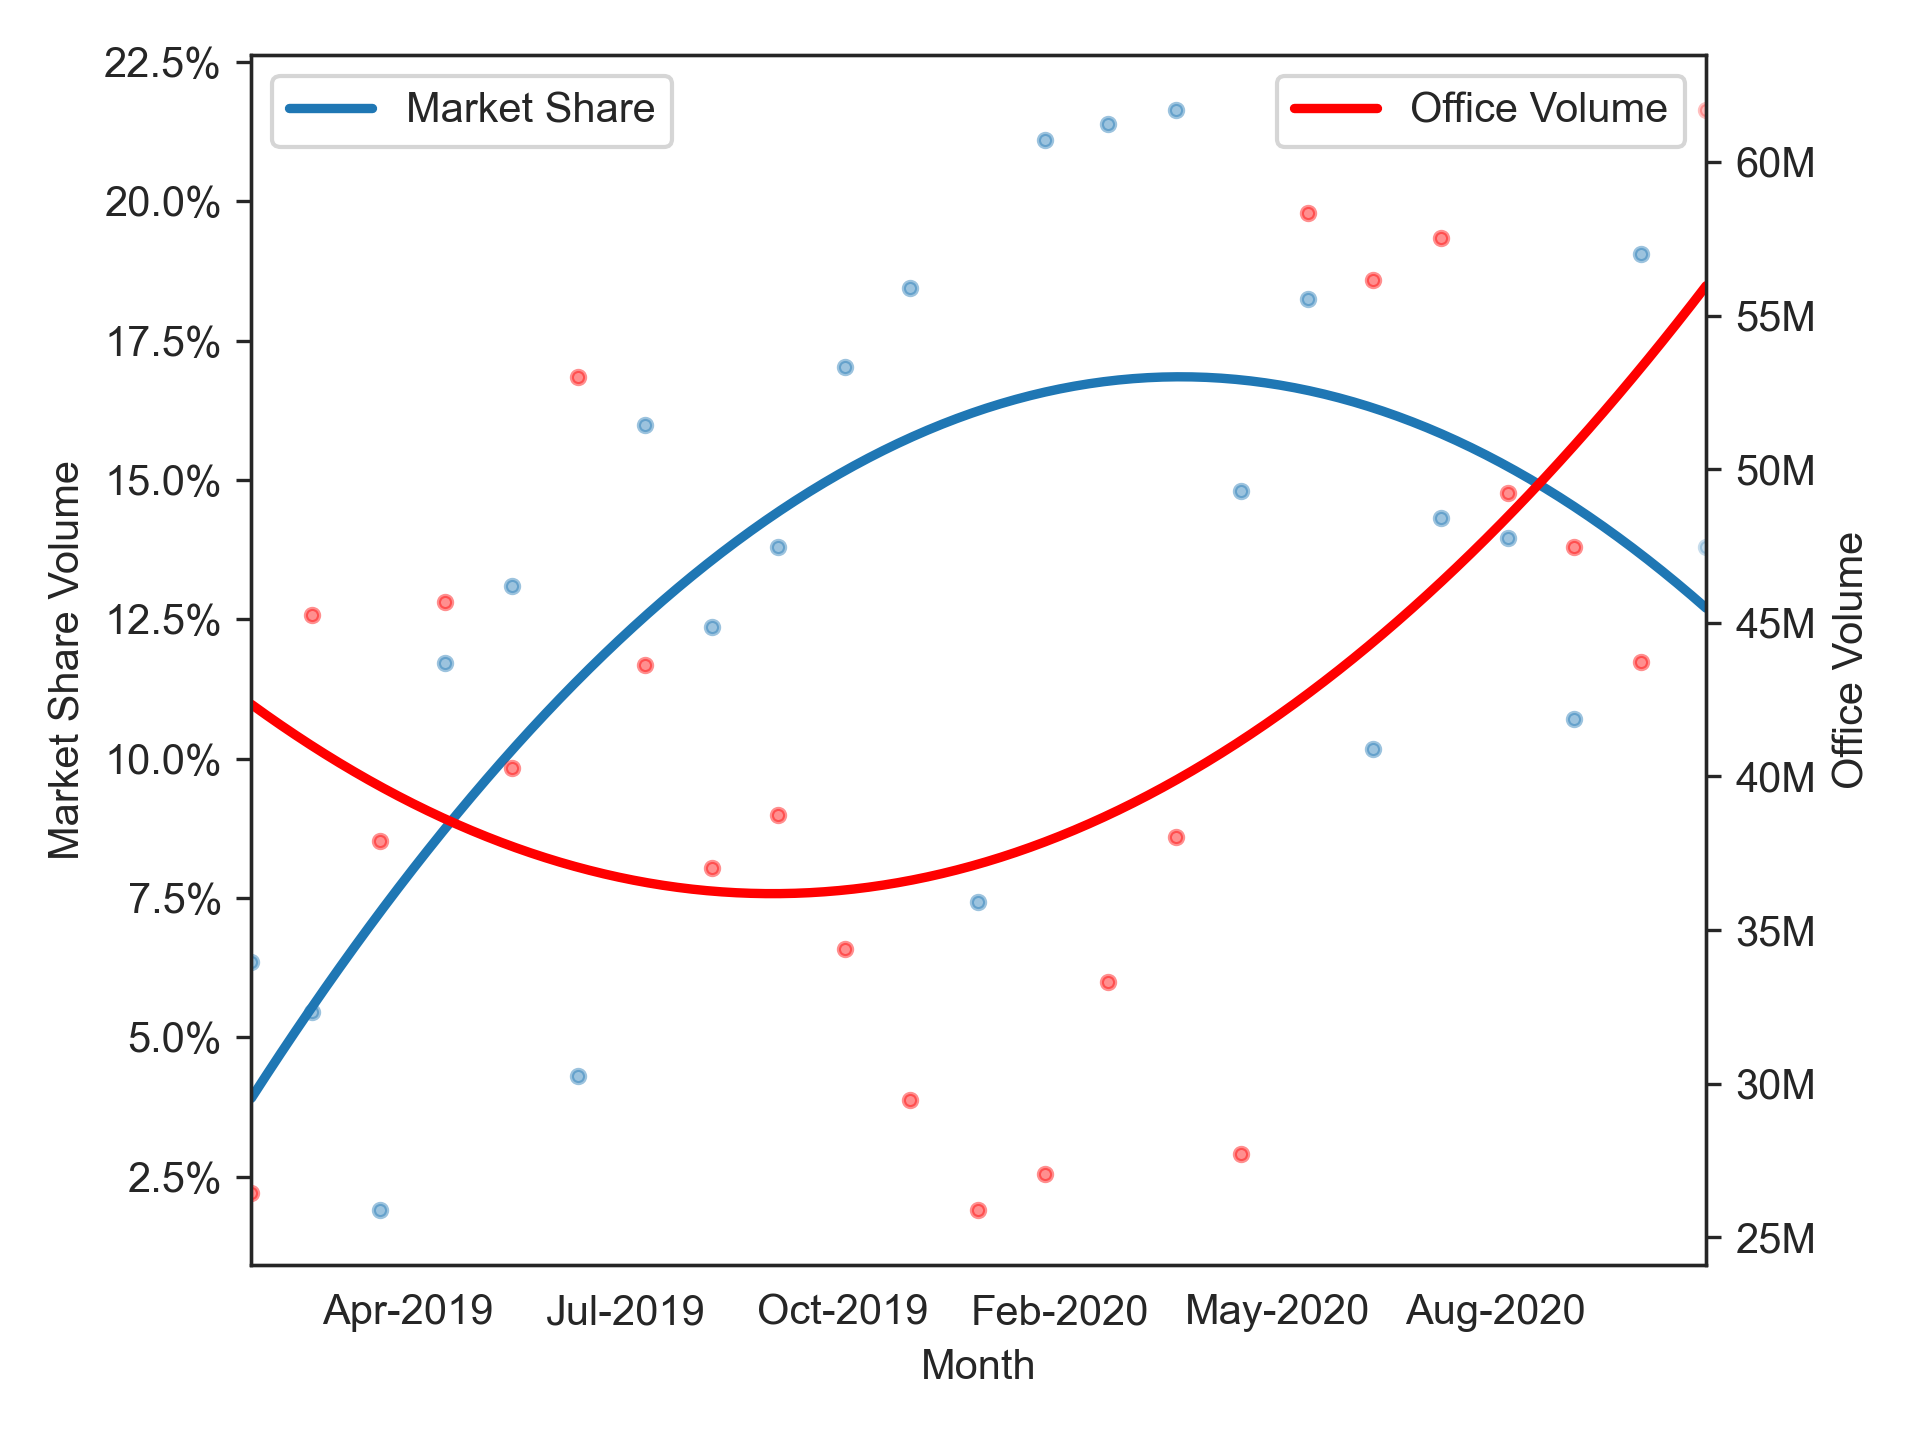 22.5%
20.0%
17.5%
15.0%
12.5%
10.0%
7.5%
5.0%
2.5%
Market Share Volume
Market Share
Office Volume
60M
55M
50M
45M
40M
35M
30M
25M
Office Volume
Apr-2019 Jul-2019 Oct-2019 Feb-2020 May-2020 Aug-2020
Month